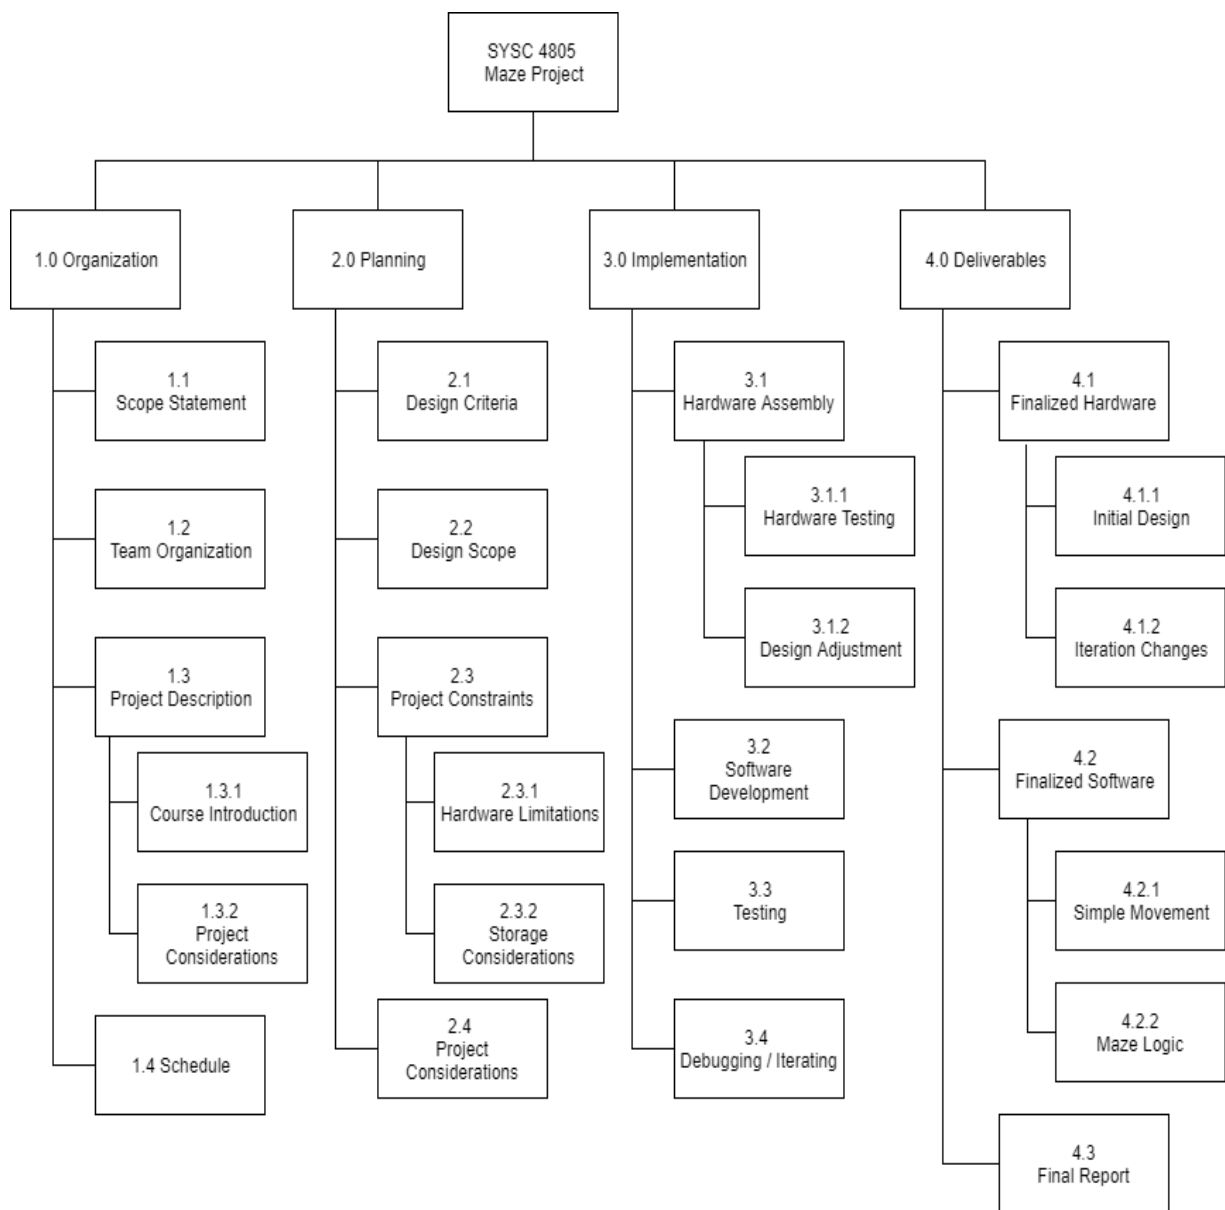 SYSC 4805
Maze Project
1.0 Organization
2.0 Planning
3.0 Implementation
4.0 Deliverables
1.1
Scope Statement
1.2
Team Organization
1.3
Project Description
1.3.1
Course Introduction
1.3.2
Project
Considerations
1.4 Schedule
2.1
Design Criteria
2.2
Design Scope
2.3
Project Constraints
2.3.1
Hardware Limitations
2.3.2
Storage
Considerations
2.4
Project
Considerations
3.1
Hardware Assembly
3.1.1
Hardware Testing
3.1.2
Design Adjustment
3.2
Software
Development
3.3
Testing
3.4
Debugging / Iterating
4.1
Finalized Hardware
4.1.1
Initial Design
4.1.2
Iteration Changes
4.2
Finalized Software
4.2.1
Simple Movement
4.2.2
Maze Logic
4.3
Final Report